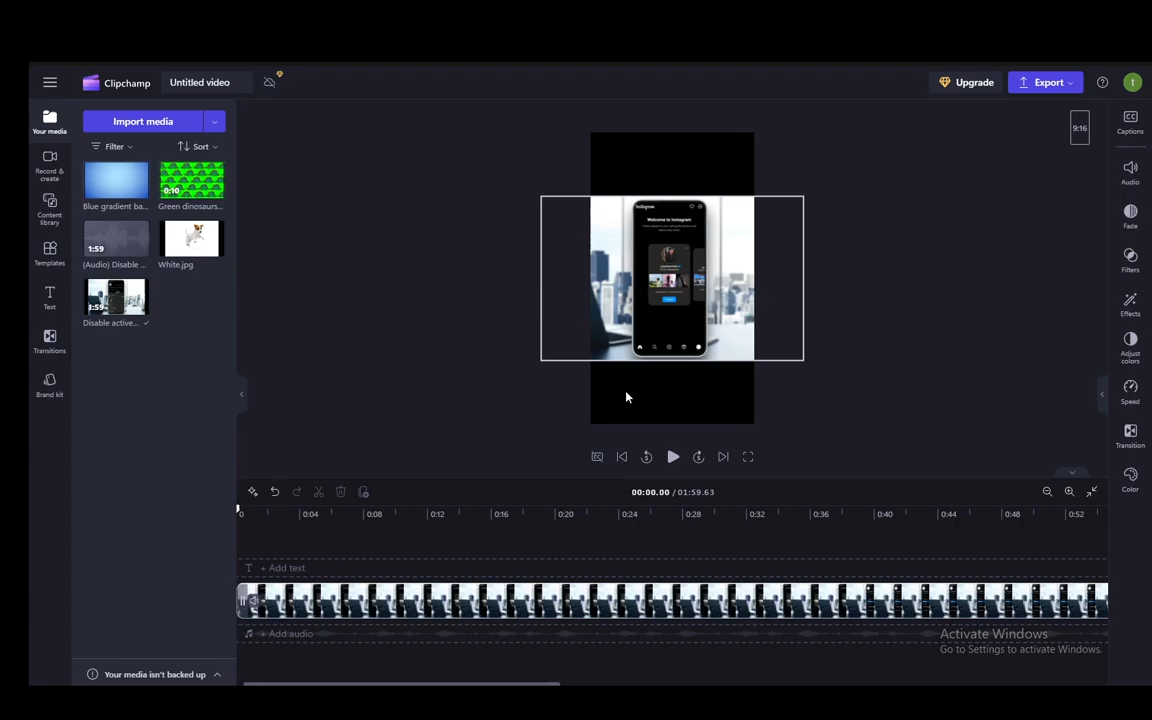 Clipchamp
Untitled video
Upgrade
Export
t
Your media
Import media
Filter
Sort
0:10
Blue gradient ba...
Green dinosaurs...
1:59
(Audio) Disable ...
White.jpg
1:59
Disable active...
Record &
create
Content
library
Templates
Text
Transitions
Brand kit
Your media isn't backed up
9:16
Instagram
Welcome to Instagram
Captions
Audio
Fade
Filters
Effects
Adjust
colors
Speed
Transition
Color
00:00.00 / 01:59.63
0
0:04
0:08
0:12
0:16
0:20
0:24
0:28
0:32
0:36
0:40
0:44
0:48
0:52
T + Add text
+ Add audio
Activate Windows
Go to Settings to activate Windows.